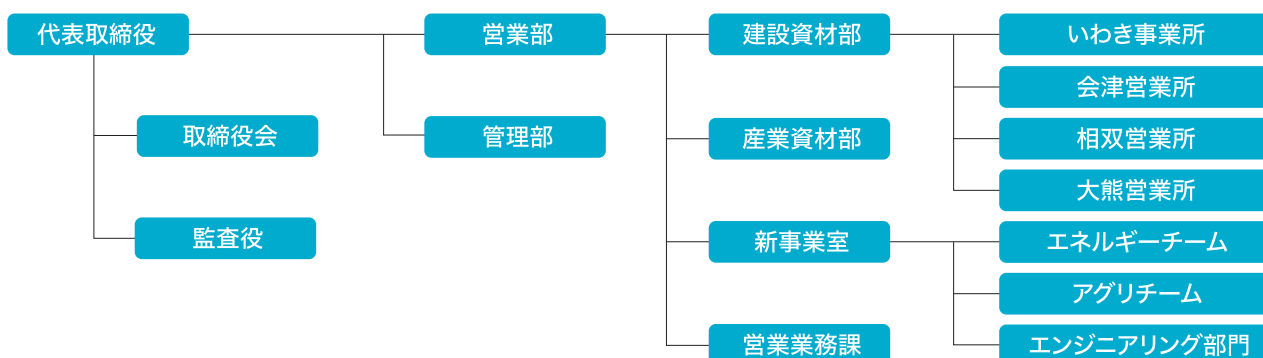 代表取締役
営業部
建設資材部
いわき事業所
会津営業所
取締役会
管理部
産業資材部
相双営業所
大熊営業所
監査役
新事業室
エネルギーチーム
アグリチーム
営業業務課
エンジニアリング部門